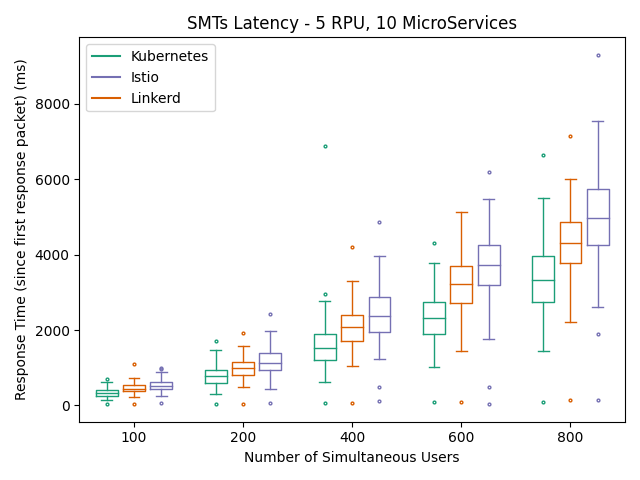 SMTs Latency - 5 RPU, 10 MicroServices
Kubernetes
Istio
Linkerd
Response Time (since first response packet) (ms)
8000
6000
4000
2000
0
100 200 400 600 800
Number of Simultaneous Users